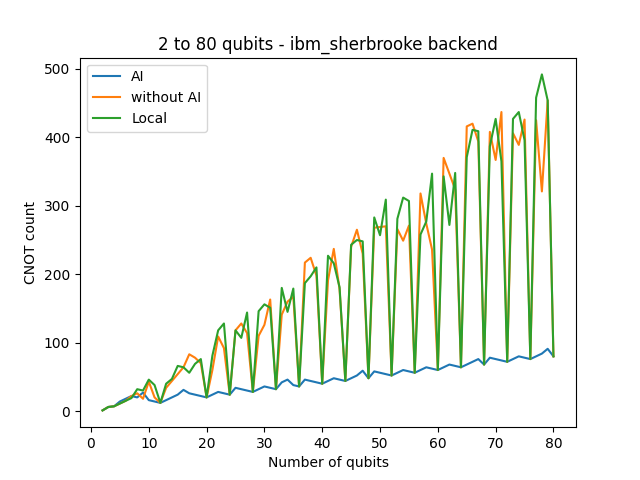 2 to 80 qubits - ibm_sherbrooke backend
AI
without AI
Local
500
400
300
200
100
0
CNOT count
0 10 20 30 40 50 60 70 80
Number of qubits